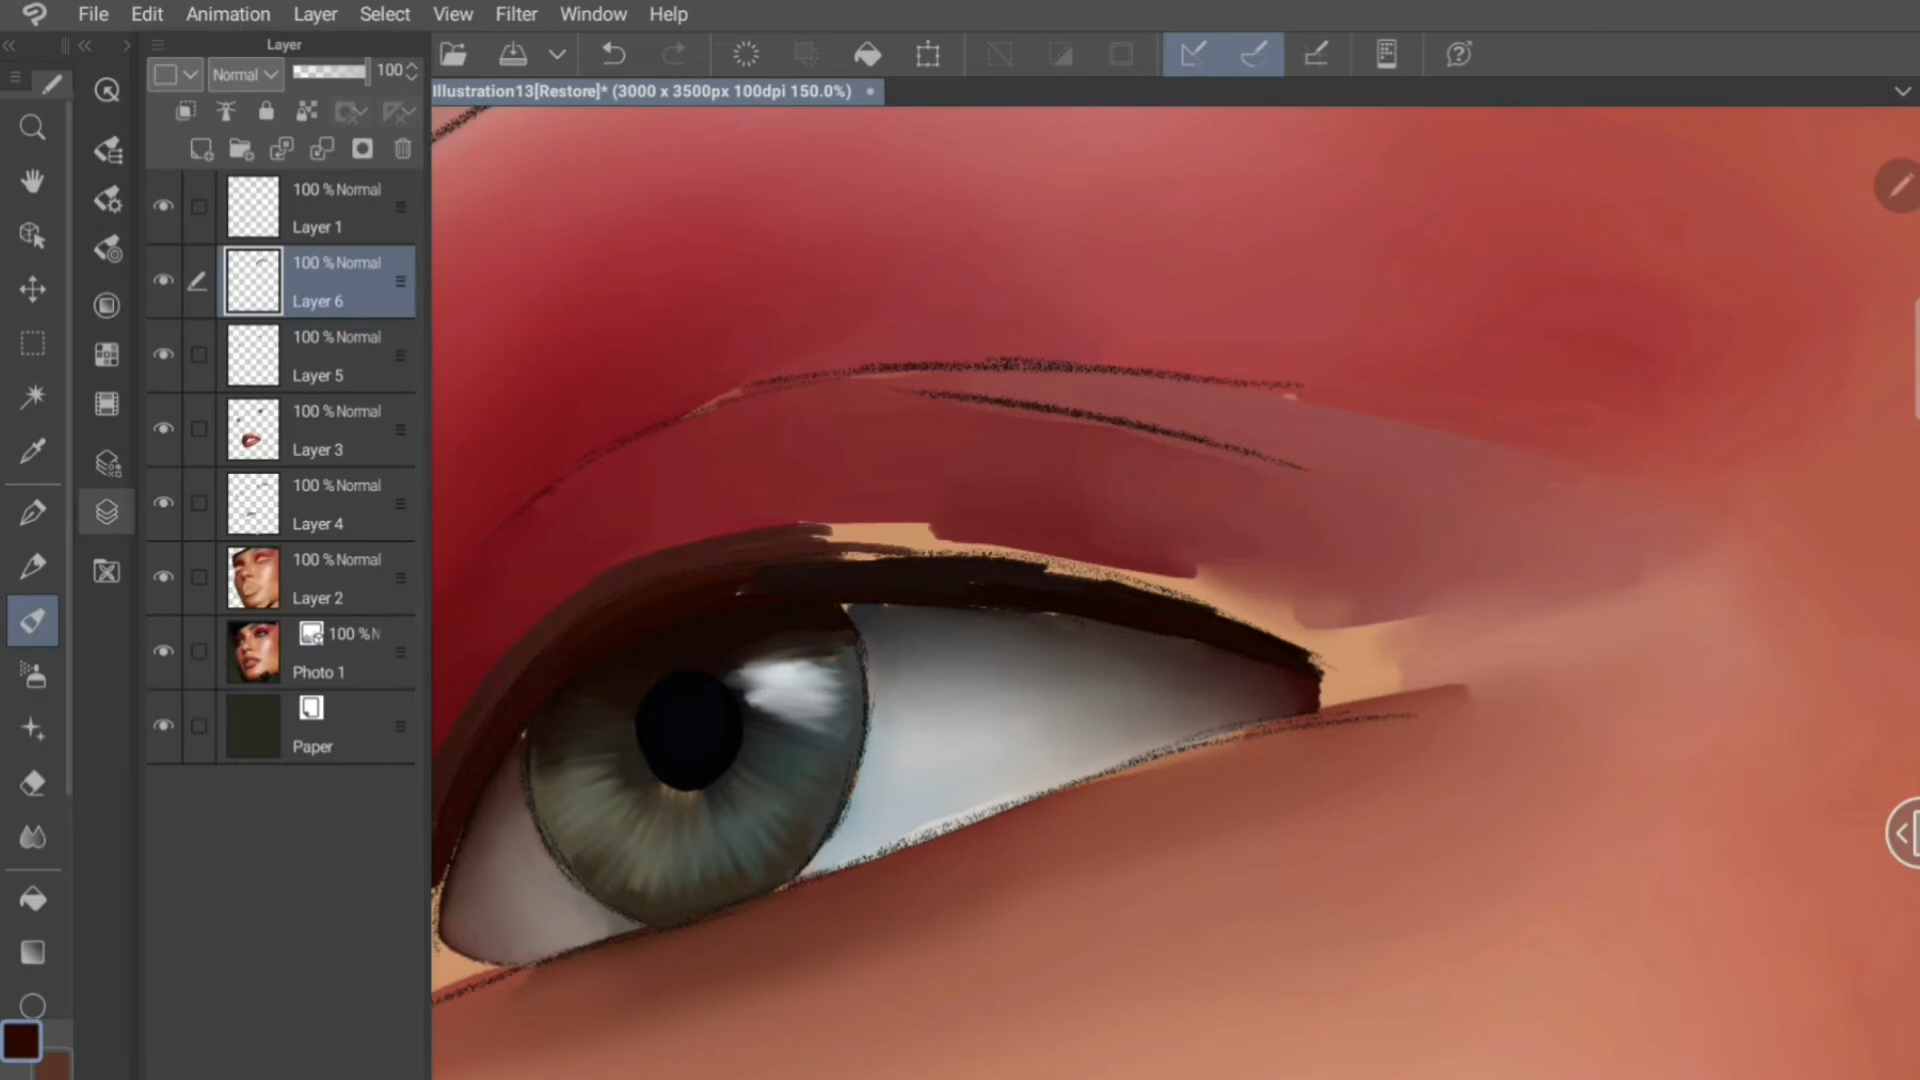 File Edit Animation Layer Select View Filter Window Help
Layer
Normal 100
Illustration13[Restore]* (3000 x 3500px 100dpi 150.0%)
100 % Normal
Layer 1
100 % Normal
Layer 6
100 % Normal
Layer 5
100 % Normal
Layer 3
100 % Normal
Layer 4
100 % Normal
Layer 2
100 % N
Photo 1
Paper